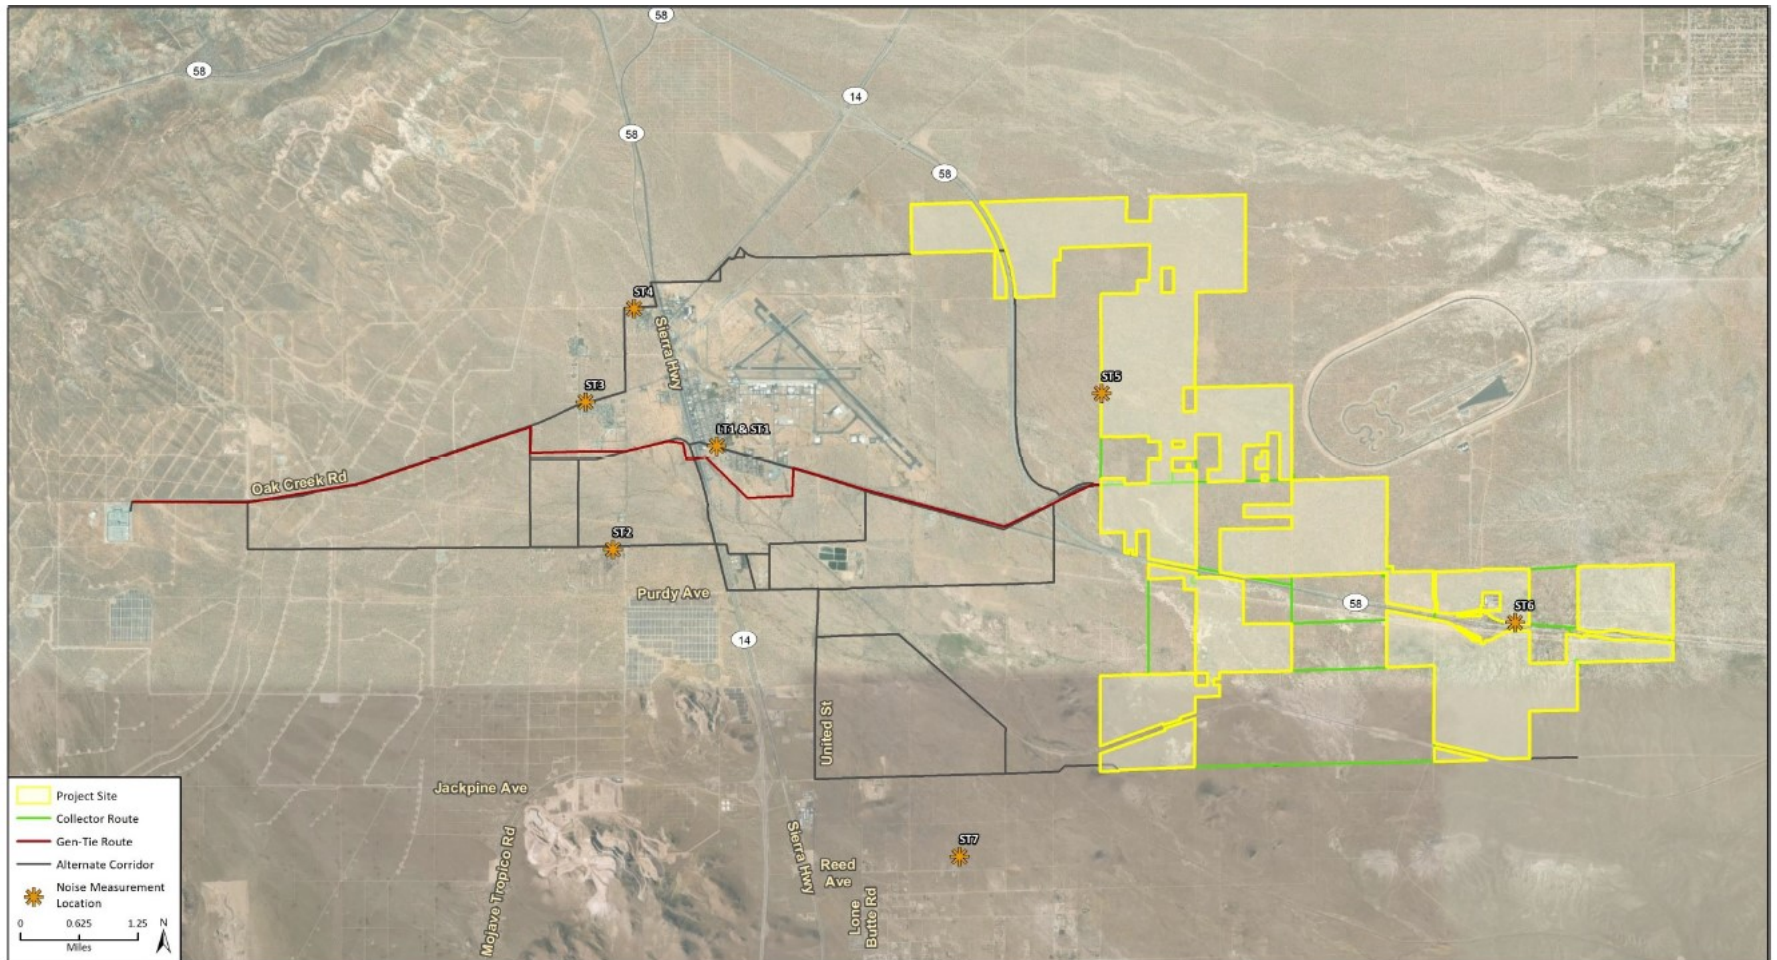 58
58
14
58
58
ST4
Sierra Hwy
ST3
ST5
LT1 & ST1
Oak Creek Rd
ST2
Purdy Ave
58
ST6
14
United St
Jackpine Ave
Mojave Tropico Rd
Sierra Hwy
ST7
Reed
Ave
Lone
Butte Rd
Project Site
Collector Route
Gen-Tie Route
Alternate Corridor
Noise Measurement
Location
0 0.625 1.25 N
Miles